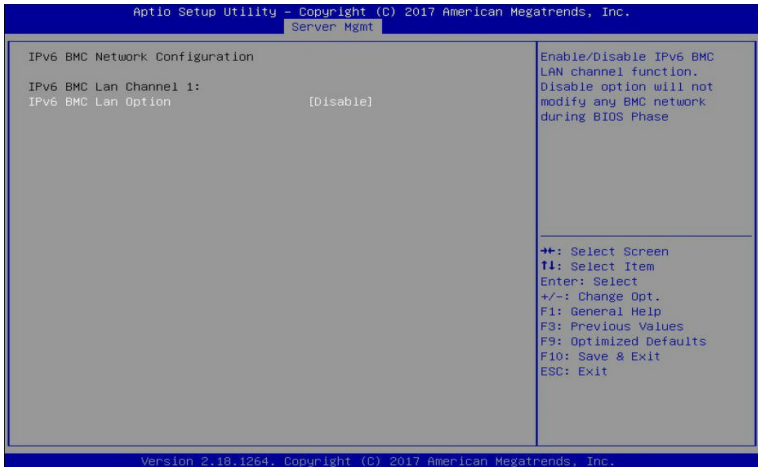 Aptio Setup Utility – Copyright (C) 2017 American Megatrends, Inc.
Server Mgmt
IPv6 BMC Network Configuration
IPv6 BMC Lan Channel 1:
IPv6 BMC Lan Option [Disable]
Enable/Disable IPv6 BMC
LAN channel function.
Disable option will not
modify any BMC network
during BIOS Phase
→←: Select Screen
↑↓: Select Item
Enter: Select
+/-: Change Opt.
F1: General Help
F3: Previous Values
F9: Optimized Defaults
F10: Save & Exit
ESC: Exit
Version 2.18.1264. Copyright (C) 2017 American Megatrends, Inc.